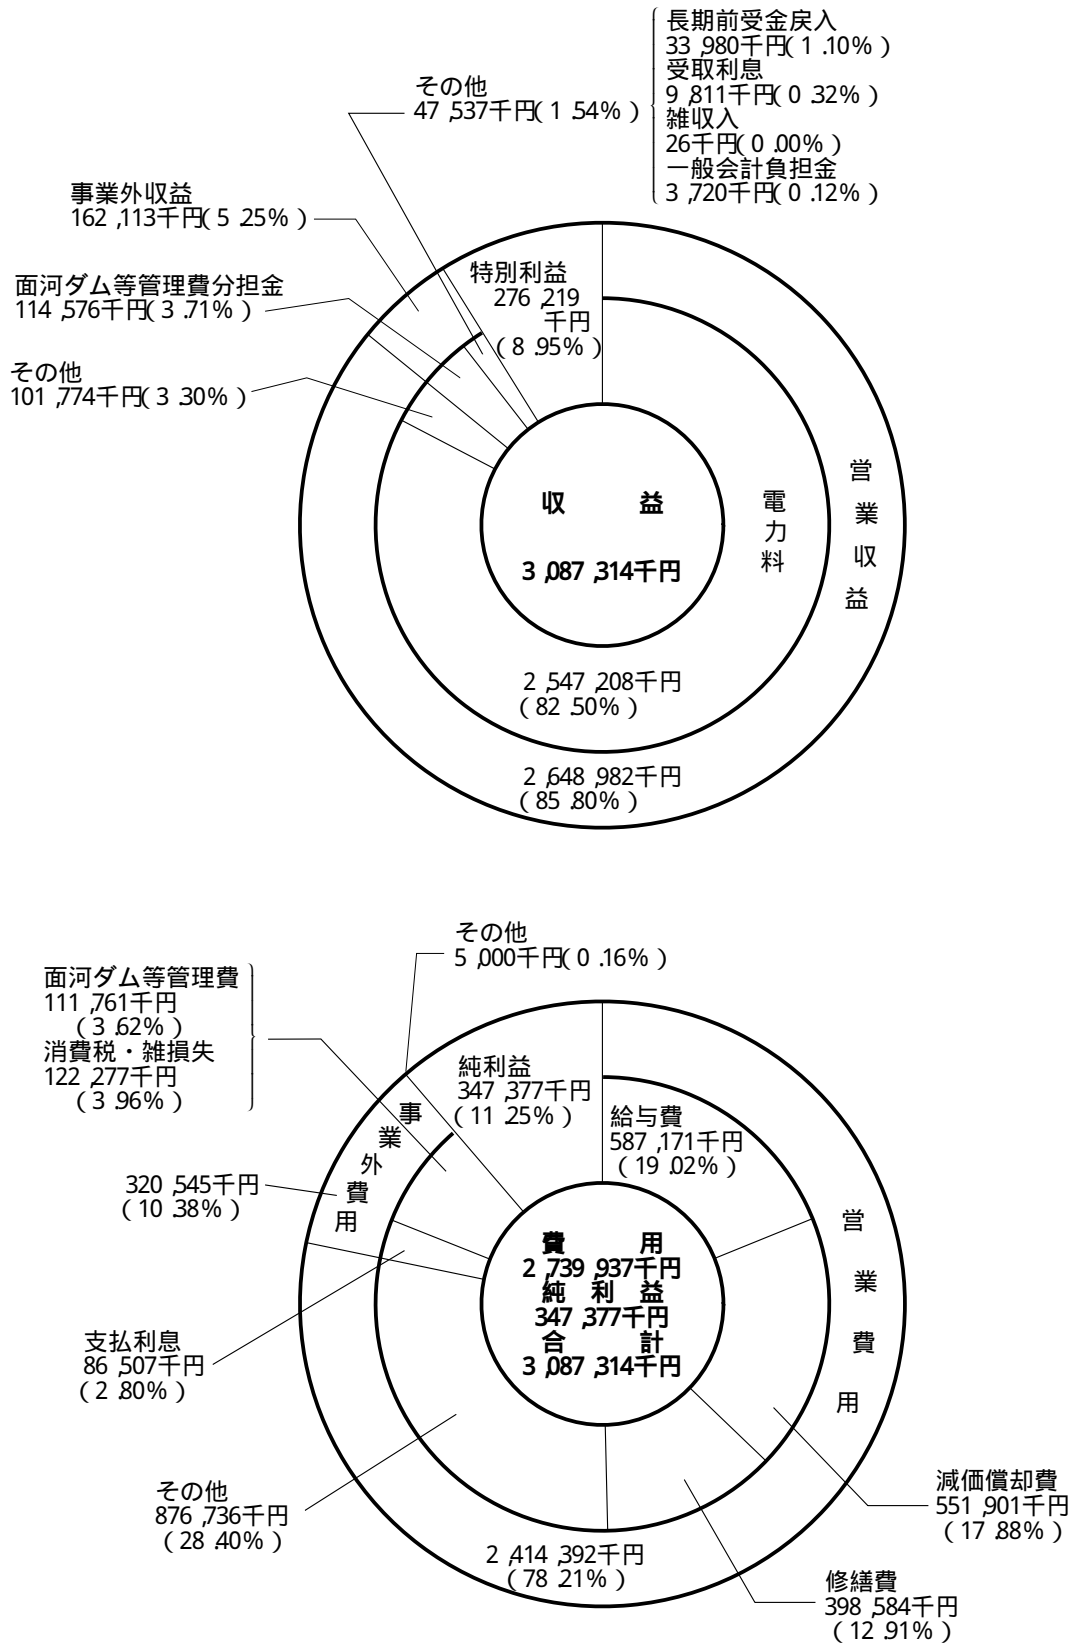 長期前受金戻入
33,980千円(1.10%)
受取利息
9,811千円(0.32%)
雑収入
26千円(0.00%)
一般会計負担金
3,720千円(0.12%)
その他
47,537千円(1.54%)
事業外収益
162,113千円(5.25%)
面河ダム等管理費分担金
114,576千円(3.71%)
その他
101,774千円(3.30%)
特別利益
276,219
千円
(8.95%)
収 益
3,087,314千円
電力料
営業収益
2,547,208千円
(82.50%)
2,648,982千円
(85.80%)
その他
5,000千円(0.16%)
面河ダム等管理費
111,761千円
(3.62%)
消費税・雑損失
122,277千円
(3.96%)
純利益
347,377千円
(11.25%)
給与費
587,171千円
(19.02%)
事業外費用
320,545千円
(10.38%)
費 用
2,739,937千円
純 利 益
347,377千円
合 計
3,087,314千円
営業費用
支払利息
86,507千円
(2.80%)
その他
876,736千円
(28.40%)
減価償却費
551,901千円
(17.88%)
2,414,392千円
(78.21%)
修繕費
398,584千円
(12.91%)